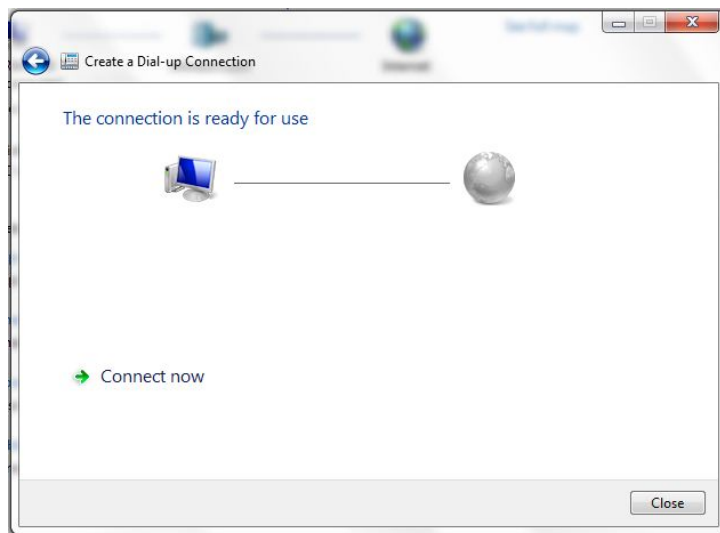 Create a Dial-up Connection
The connection is ready for use
Connect now
Close